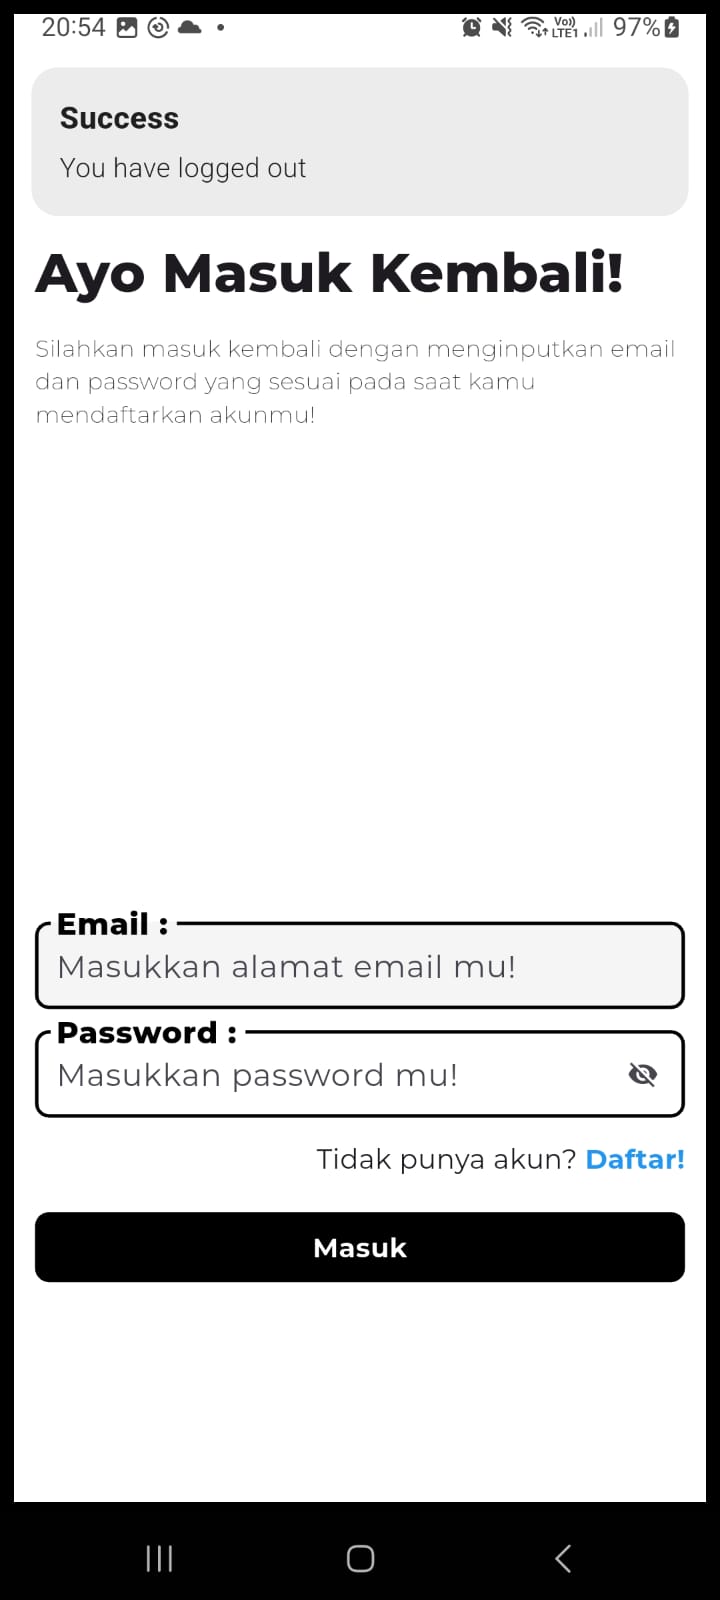 20:54
Vo))
LTE1
97%
Success
You have logged out
Ayo Masuk Kembali!
Silahkan masuk kembali dengan menginputkan email
dan password yang sesuai pada saat kamu
mendaftarkan akunmu!
Email :
Masukkan alamat email mu!
Password :
Masukkan password mu!
Tidak punya akun? Daftar!
Masuk